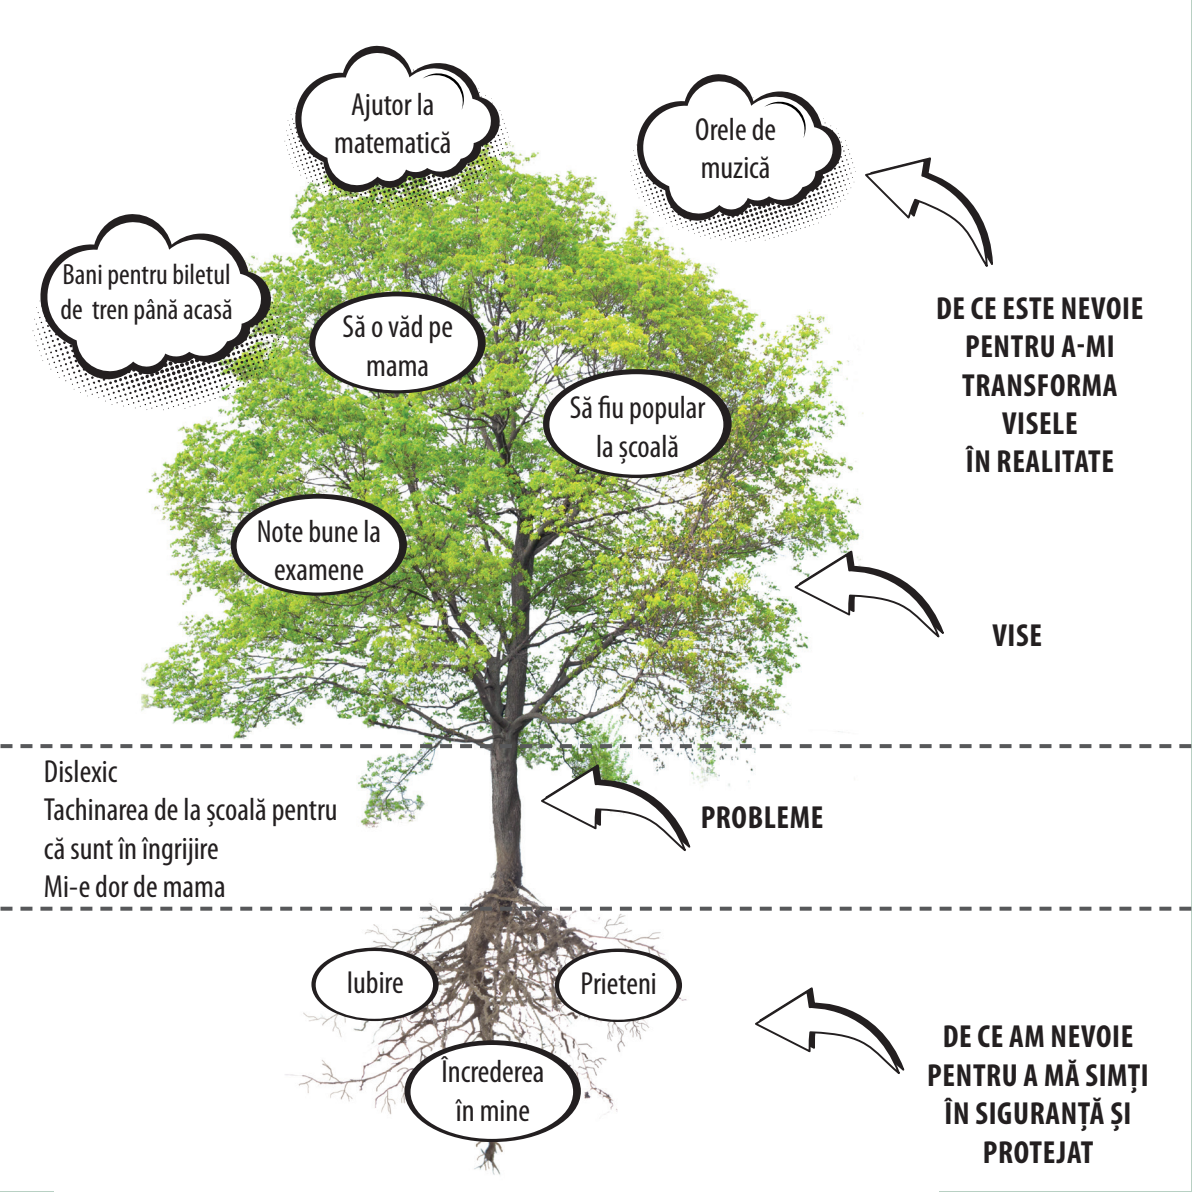 Ajutor la
matematică
Orele de
muzică
Bani pentru biletul
de tren până acasă
Să o văd pe
mama
Să fiu popular
la școală
Note bune la
examene
DE CE ESTE NEVOIE
PENTRU A-MI
TRANSFORMA
VISELE
ÎN REALITATE
VISE
Dislexic
Tachinarea de la școală pentru
că sunt în îngrijire
Mi-e dor de mama
PROBLEME
Iubire
Prieteni
Încrederea
în mine
DE CE AM NEVOIE
PENTRU A MĂ SIMȚI
ÎN SIGURANȚĂ ȘI
PROTEJAT